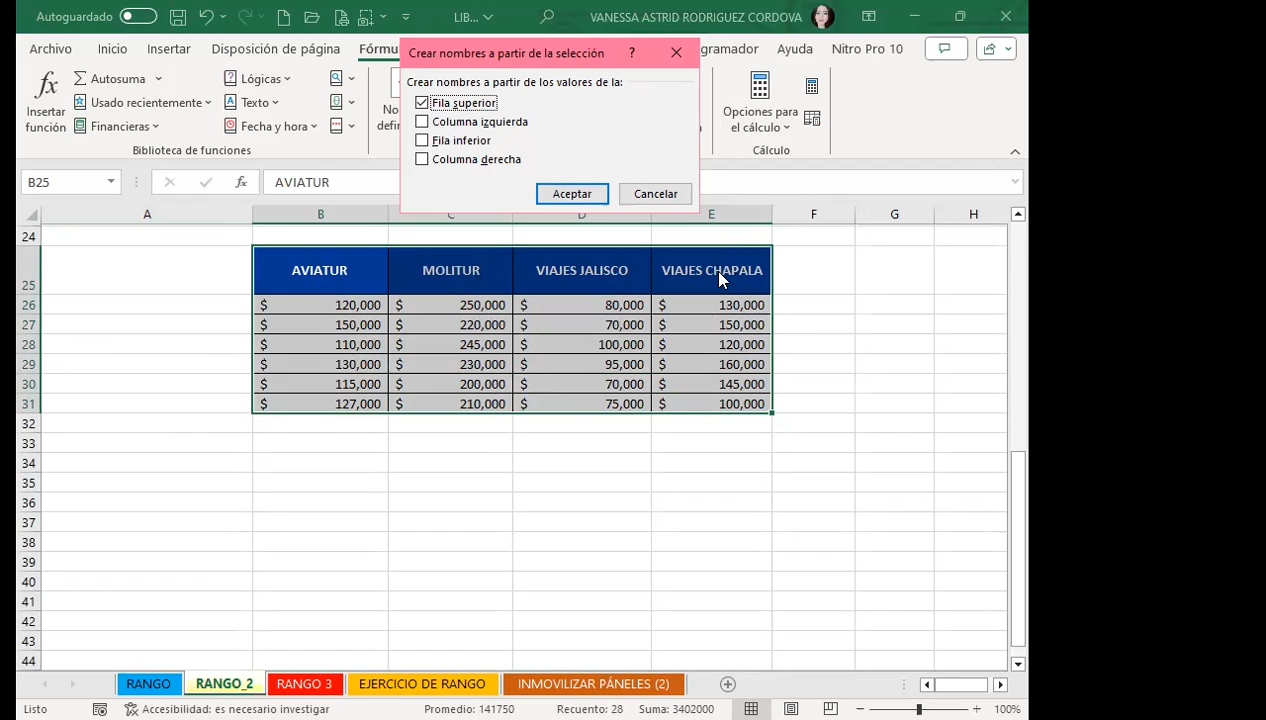 Autoguardado
LIB...
VANESSA ASTRID RODRIGUEZ CORDOVA
Archivo Inicio Insertar Disposición de página Fórmu gramador Ayuda Nitro Pro 10
Crear nombres a partir de la selección ?
Crear nombres a partir de los valores de la:
Fila superior
Columna izquierda
Fila inferior
Columna derecha
Aceptar Cancelar
fx
Insertar
función
Autosuma
Usado recientemente
Financieras
Lógicas
Texto
Fecha y hora
Biblioteca de funciones
No
defin
Opciones para
el cálculo
Cálculo
B25 fx AVIATUR
A B C D E F G H
24
25 AVIATUR MOLITUR VIAJES JALISCO VIAJES CHAPALA
26 $ 120,000 $ 250,000 $ 80,000 $ 130,000
27 $ 150,000 $ 220,000 $ 70,000 $ 150,000
28 $ 110,000 $ 245,000 $ 100,000 $ 120,000
29 $ 130,000 $ 230,000 $ 95,000 $ 160,000
30 $ 115,000 $ 200,000 $ 70,000 $ 145,000
31 $ 127,000 $ 210,000 $ 75,000 $ 100,000
32
33
34
35
36
37
38
39
40
41
42
43
44
RANGO RANGO_2 RANGO 3 EJERCICIO DE RANGO INMOVILIZAR PÁNELES (2)
Listo Accesibilidad: es necesario investigar Promedio: 141750 Recuento: 28 Suma: 3402000 100%